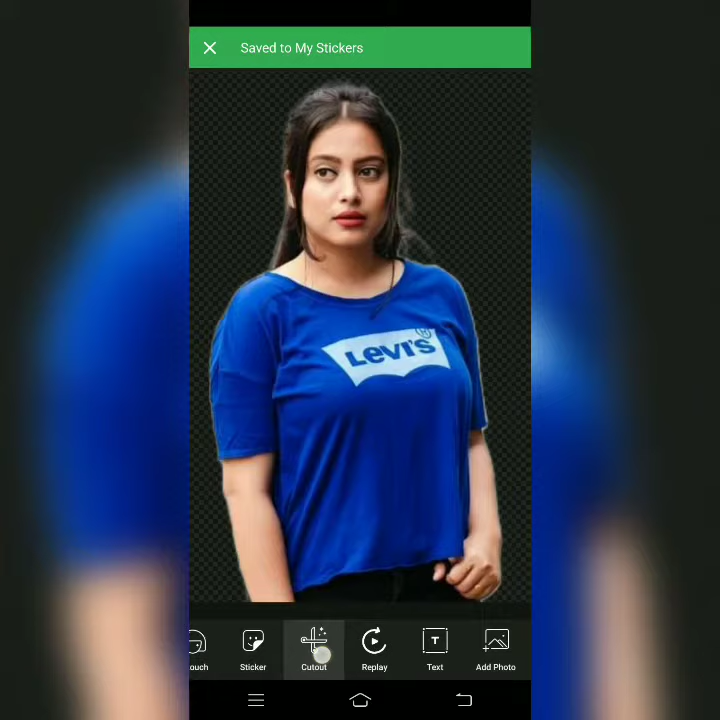 Saved to My Stickers
LEVI'S
ouch
Sticker
Cutout
Replay
T
Text
Add Photo